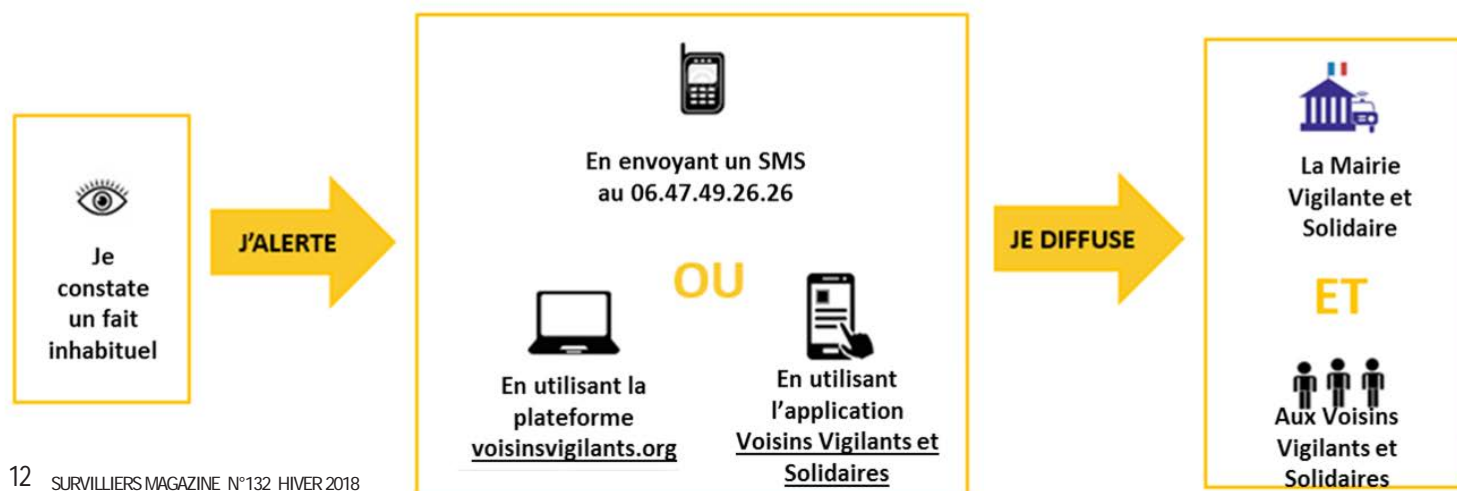 Je
constate
un fait
inhabituel
J'ALERTE
En envoyant un SMS
au 06.47.49.26.26
OU
En utilisant la
plateforme
voisinsvigilants.org
En utilisant
l'application
Voisins Vigilants et
Solidaires
JE DIFFUSE
La Mairie
Vigilante et
Solidaire
ET
Aux Voisins
Vigilants et
Solidaires
12 SURVILLIERS MAGAZINE N°132 HIVER 2018